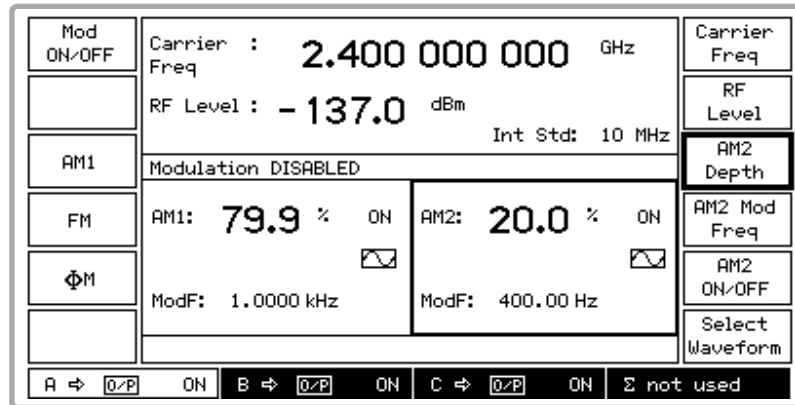 Mod
ON/OFF
AM1
FM
ΦM
Carrier :
Freq
2.400 000 000 GHz
RF Level : -137.0 dBm
Int Std: 10 MHz
Modulation DISABLED
AM1: 79.9 % ON
ModF: 1.0000 kHz
AM2: 20.0 % ON
ModF: 400.00 Hz
Carrier
Freq
RF
Level
AM2
Depth
AM2 Mod
Freq
AM2
ON/OFF
Select
Waveform
A ⇨ O/P ON B ⇨ O/P ON C ⇨ O/P ON Σ not used